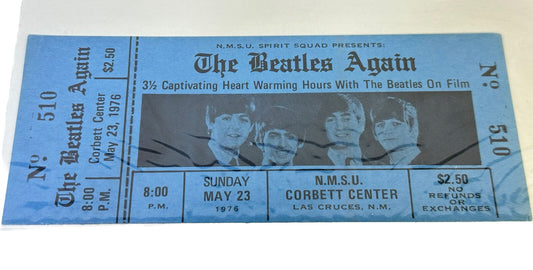 Nº 510
The Beatles Again
8:00 P.M.
Corbett Center
May 23, 1976
$2.50
N.M.S.U. SPIRIT SQUAD PRESENTS:
The Beatles Again
3½ Captivating Heart Warming Hours With The Beatles On Film
8:00
P.M.
SUNDAY
MAY 23
1976
N.M.S.U.
CORBETT CENTER
LAS CRUCES, N.M.
$2.50
NO
REFUNDS
OR
EXCHANGES
Nº 510